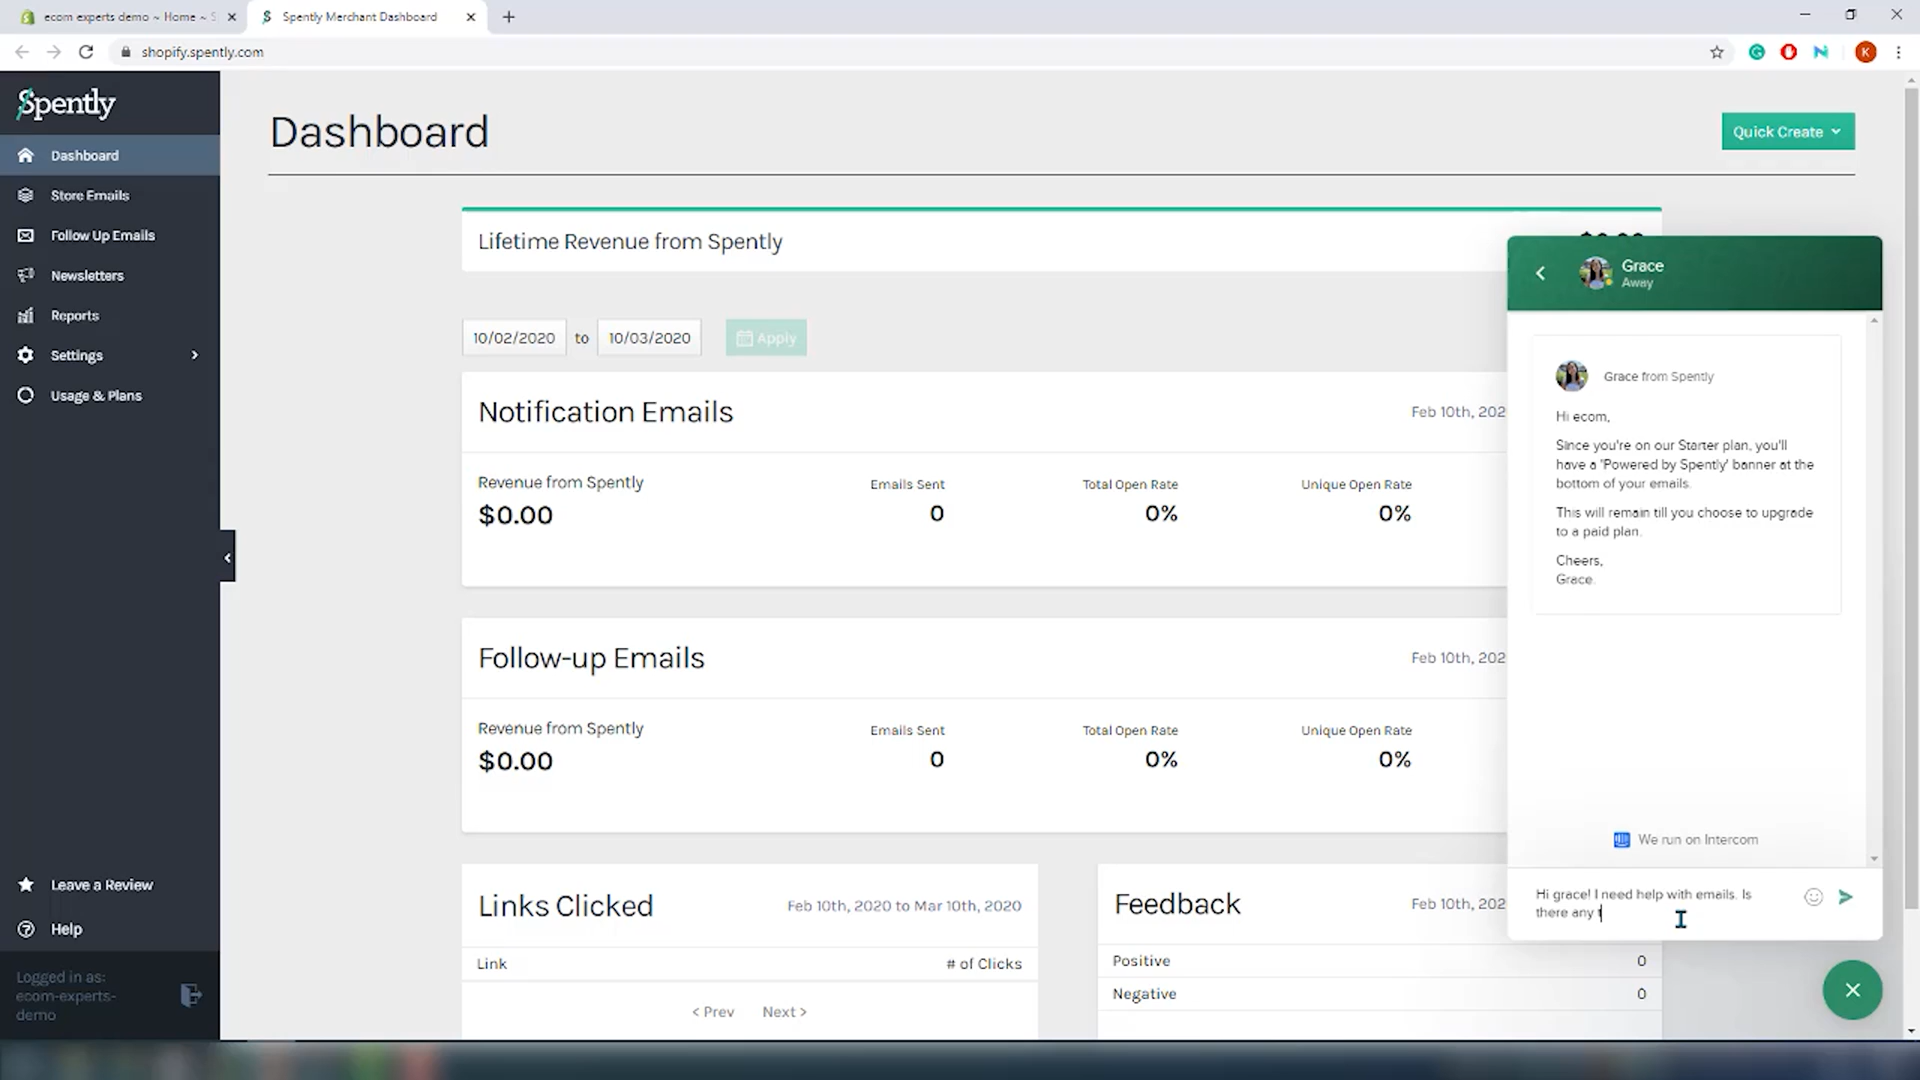 ecom experts demo ~ Home ~ S
Spently Merchant Dashboard
shopify.spently.com
K
Spently
Dashboard
Store Emails
Follow Up Emails
Newsletters
Reports
Settings
Usage & Plans
Leave a Review
Help
Logged in as:
ecom-experts-
demo
Dashboard
Quick Create
Lifetime Revenue from Spently
10/02/2020 to 10/03/2020 Apply
Notification Emails Feb 10th, 202
Revenue from Spently Emails Sent Total Open Rate Unique Open Rate
$0.00 0 0% 0%
Follow-up Emails Feb 10th, 202
Revenue from Spently Emails Sent Total Open Rate Unique Open Rate
$0.00 0 0% 0%
Links Clicked Feb 10th, 2020 to Mar 10th, 2020
Link # of Clicks
< Prev Next >
Feedback Feb 10th, 202
Positive 0
Negative 0
Grace
Away
Grace from Spently
Hi ecom,
Since you're on our Starter plan, you'll
have a 'Powered by Spently' banner at the
bottom of your emails.
This will remain till you choose to upgrade
to a paid plan.
Cheers,
Grace.
We run on Intercom
Hi grace! I need help with emails. Is
there any t